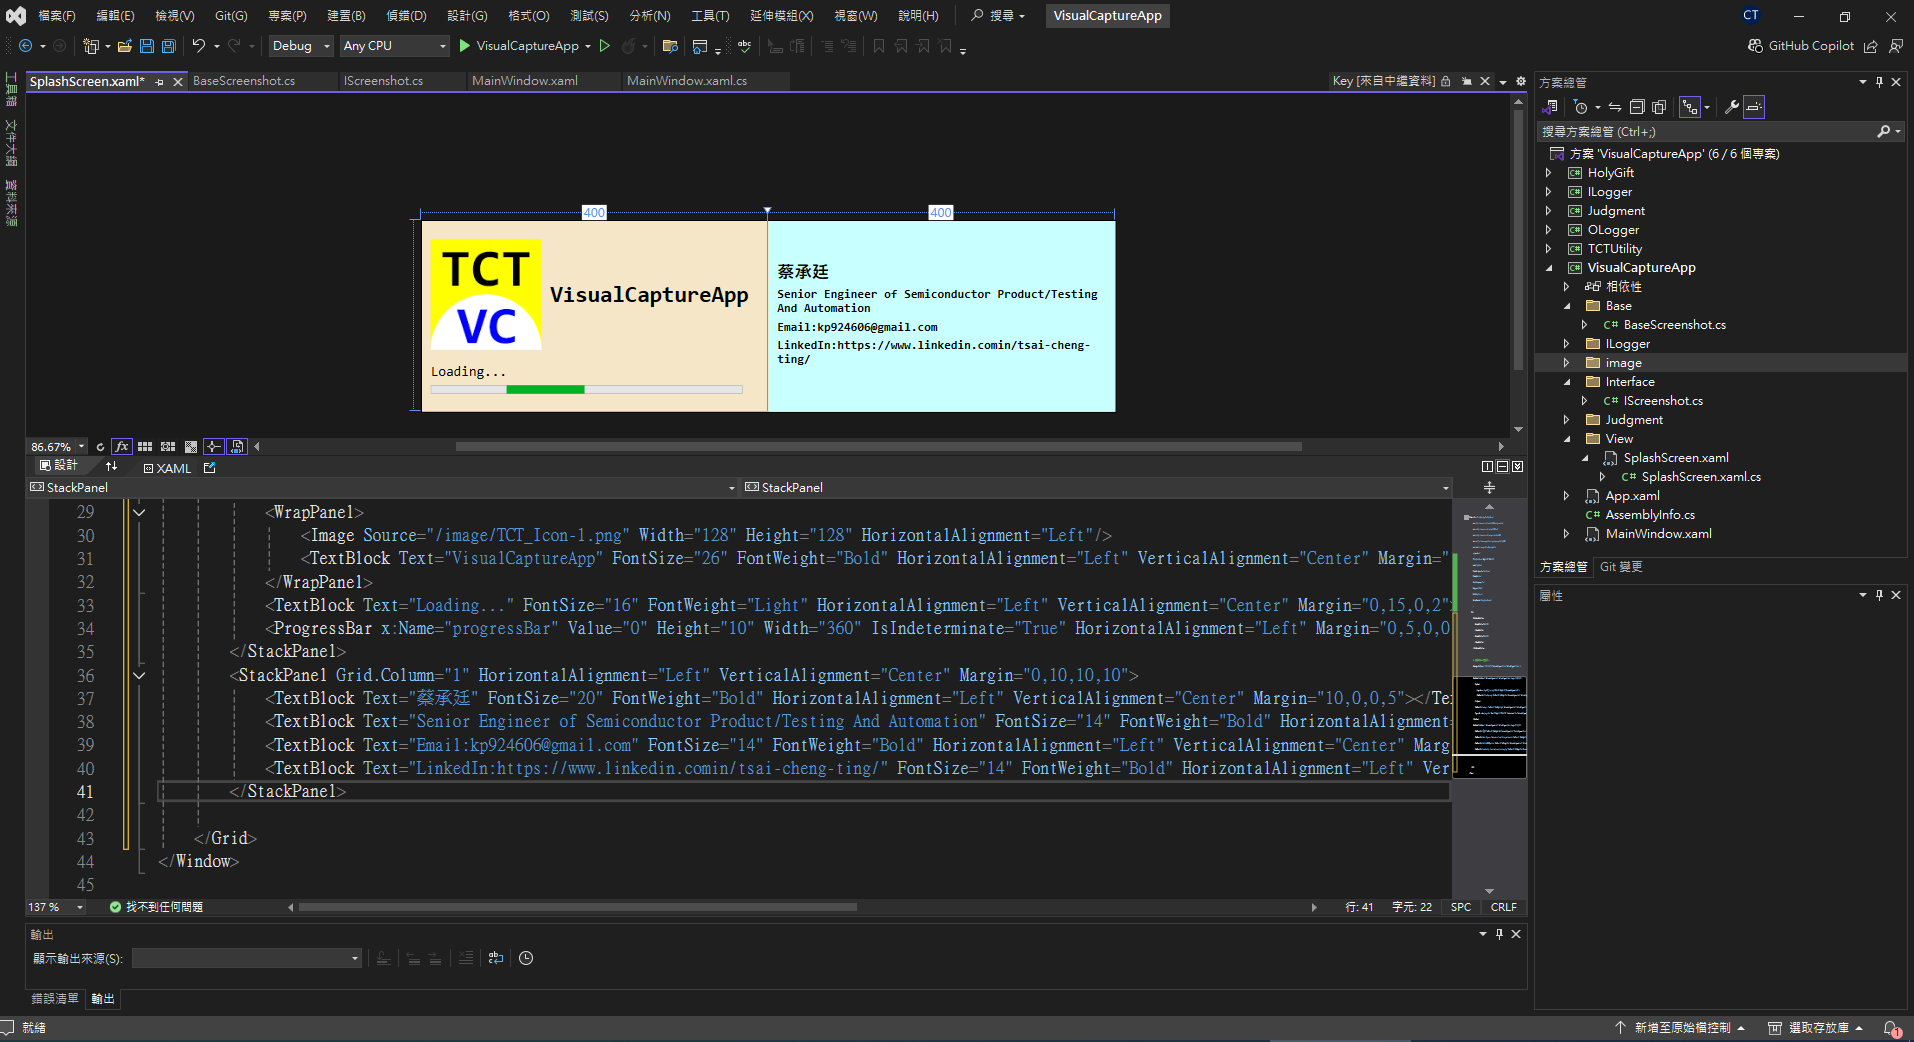 檔案(F) 編輯(E) 檢視(V) Git(G) 專案(P) 建置(B) 偵錯(D) 設計(G) 格式(O) 測試(S) 分析(N) 工具(T) 延伸模組(X) 視窗(W) 說明(H) 搜尋 VisualCaptureApp CT
Debug Any CPU VisualCaptureApp GitHub Copilot
工具箱
文件大綱
資料來源
SplashScreen.xaml* BaseScreenshot.cs IScreenshot.cs MainWindow.xaml MainWindow.xaml.cs Key [來自中繼資料]
400 400
TCT
VC
VisualCaptureApp
Loading...
蔡承廷
Senior Engineer of Semiconductor Product/Testing
And Automation
Email:kp924606@gmail.com
LinkedIn:https://www.linkedin.comin/tsai-cheng-
ting/
86.67% fx
設計 XAML
StackPanel StackPanel
29 <WrapPanel>
30 <Image Source="/image/TCT_Icon-1.png" Width="128" Height="128" HorizontalAlignment="Left"/>
31 <TextBlock Text="VisualCaptureApp" FontSize="26" FontWeight="Bold" HorizontalAlignment="Left" VerticalAlignment="Center" Margin="
32 </WrapPanel>
33 <TextBlock Text="Loading..." FontSize="16" FontWeight="Light" HorizontalAlignment="Left" VerticalAlignment="Center" Margin="0,15,0,2"
34 <ProgressBar x:Name="progressBar" Value="0" Height="10" Width="360" IsIndeterminate="True" HorizontalAlignment="Left" Margin="0,5,0,0
35 </StackPanel>
36 <StackPanel Grid.Column="1" HorizontalAlignment="Left" VerticalAlignment="Center" Margin="0,10,10,10">
37 <TextBlock Text="蔡承廷" FontSize="20" FontWeight="Bold" HorizontalAlignment="Left" VerticalAlignment="Center" Margin="10,0,0,5"></Te
38 <TextBlock Text="Senior Engineer of Semiconductor Product/Testing And Automation" FontSize="14" FontWeight="Bold" HorizontalAlignment=
39 <TextBlock Text="Email:kp924606@gmail.com" FontSize="14" FontWeight="Bold" HorizontalAlignment="Left" VerticalAlignment="Center" Marg
40 <TextBlock Text="LinkedIn:https://www.linkedin.comin/tsai-cheng-ting/" FontSize="14" FontWeight="Bold" HorizontalAlignment="Left" Ver
41 </StackPanel>
42
43 </Grid>
44 </Window>
45
137 % 找不到任何問題 行: 41 字元: 22 SPC CRLF
輸出
顯示輸出來源(S):
錯誤清單 輸出
方案總管
搜尋方案總管 (Ctrl+;)
方案 'VisualCaptureApp' (6 / 6 個專案)
HolyGift
ILogger
Judgment
OLogger
TCTUtility
VisualCaptureApp
相依性
Base
C# BaseScreenshot.cs
ILogger
image
Interface
C# IScreenshot.cs
Judgment
View
SplashScreen.xaml
C# SplashScreen.xaml.cs
App.xaml
C# AssemblyInfo.cs
MainWindow.xaml
方案總管 Git 變更
屬性
就緒 新增至原始檔控制 選取存放庫 1